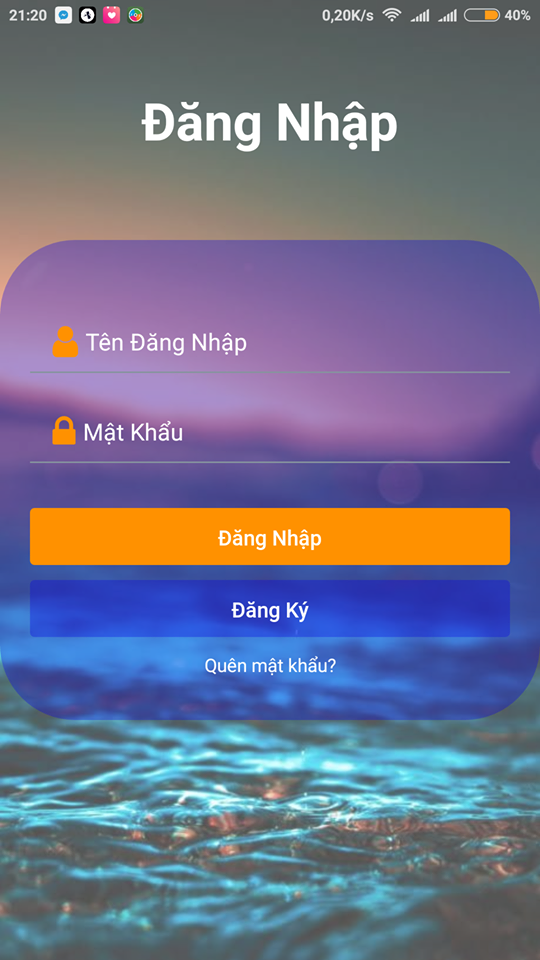 21:20 0,20K/s 40%
Đăng Nhập
Tên Đăng Nhập
Mật Khẩu
Đăng Nhập
Đăng Ký
Quên mật khẩu?